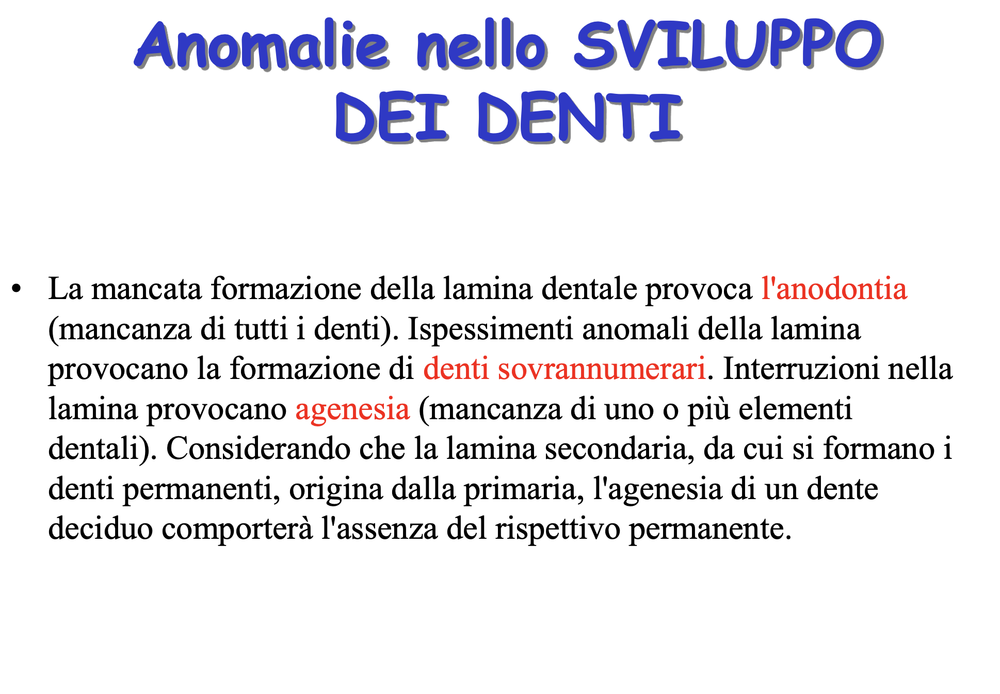 Anomalie nello SVILUPPO
DEI DENTI
• La mancata formazione della lamina dentale provoca l'anodontia
(mancanza di tutti i denti). Ispessimenti anomali della lamina
provocano la formazione di denti sovrannumerari. Interruzioni nella
lamina provocano agenesia (mancanza di uno o più elementi
dentali). Considerando che la lamina secondaria, da cui si formano i
denti permanenti, origina dalla primaria, l'agenesia di un dente
deciduo comporterà l'assenza del rispettivo permanente.